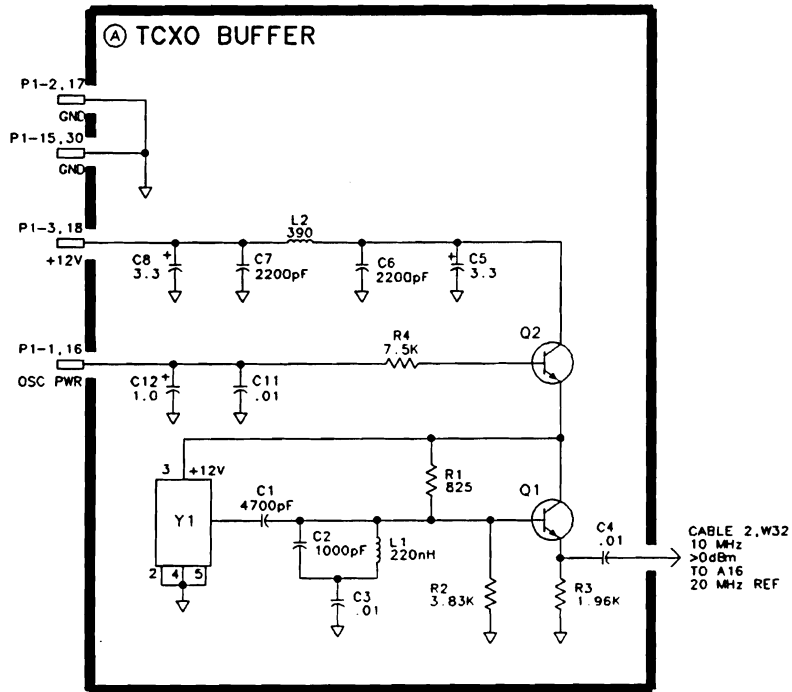 Ⓐ TCXO BUFFER
P1-2,17
GND
P1-15,30
GND
P1-3,18
+12V
L2
390
C8
3.3
+
C7
2200pF
C6
2200pF
+
C5
3.3
P1-1,16
OSC PWR
R4
7.5K
Q2
C12
1.0
+
C11
.01
3
+12V
Y1
2
4
5
C1
4700pF
R1
825
Q1
C2
1000pF
L1
220nH
C3
.01
R2
3.83K
R3
1.96K
C4
.01
CABLE 2,W32
10 MHz
>0dBm
TO A16
20 MHz REF